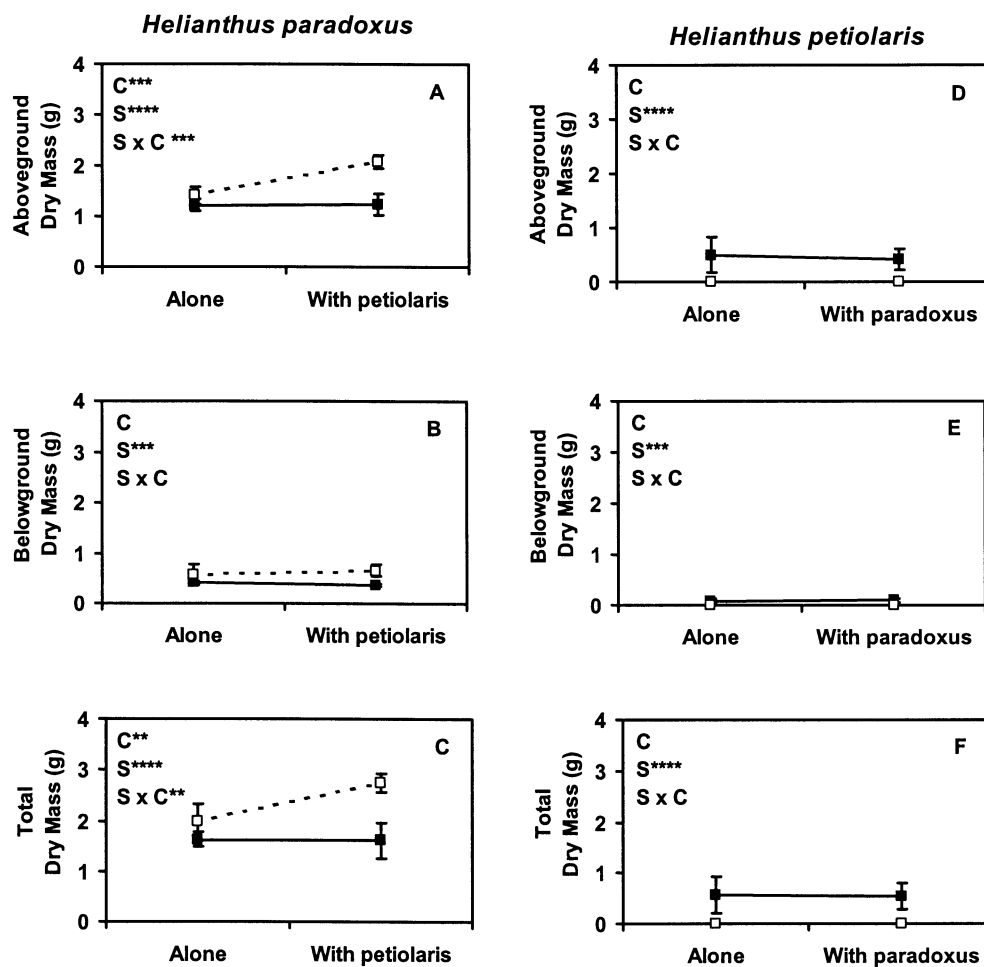 Helianthus paradoxus
Aboveground
Dry Mass (g)
4
3
2
1
0
C***
S****
S x C ***
A
Alone
With petiolaris
Belowground
Dry Mass (g)
4
3
2
1
0
C
S***
S x C
B
Alone
With petiolaris
Total
Dry Mass (g)
4
3
2
1
0
C**
S****
S x C**
C
Alone
With petiolaris
Helianthus petiolaris
Aboveground
Dry Mass (g)
4
3
2
1
0
C
S****
S x C
D
Alone
With paradoxus
Belowground
Dry Mass (g)
4
3
2
1
0
C
S***
S x C
E
Alone
With paradoxus
Total
Dry Mass (g)
4
3
2
1
0
C
S****
S x C
F
Alone
With paradoxus